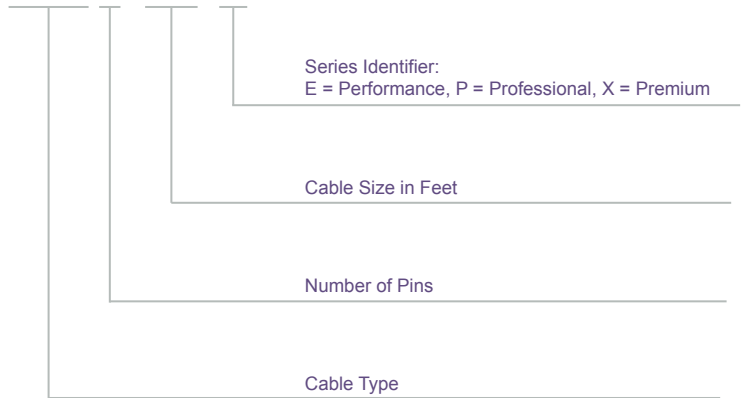 Series Identifier:
E = Performance, P = Professional, X = Premium
Cable Size in Feet
Number of Pins
Cable Type